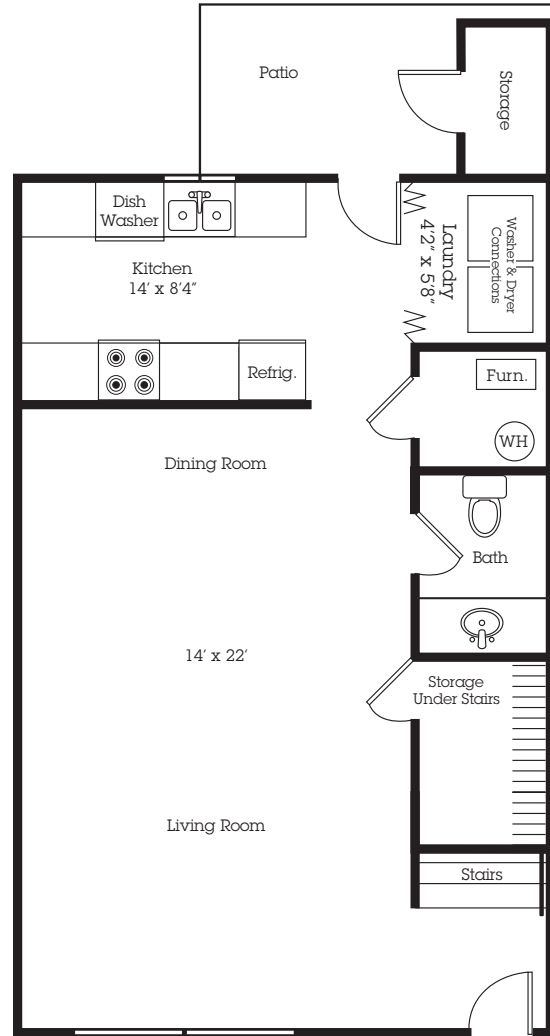 Patio
Storage
Dish
Washer
Kitchen
14' x 8'4"
Laundry
4'2" x 5'8"
Washer & Dryer
Connections
Refrig.
Furn.
WH
Dining Room
Bath
14' x 22'
Storage
Under Stairs
Living Room
Stairs